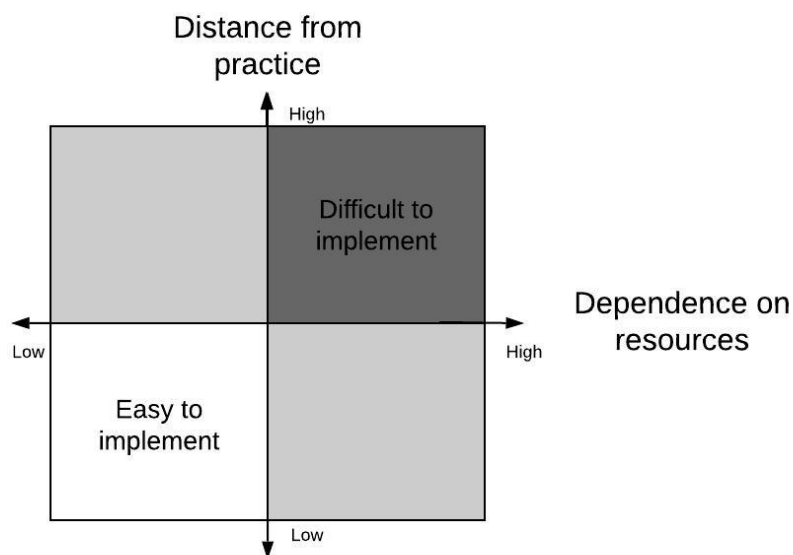 Distance from
practice
High
Difficult to
implement
Dependence on
resources
Low
High
Easy to
implement
Low